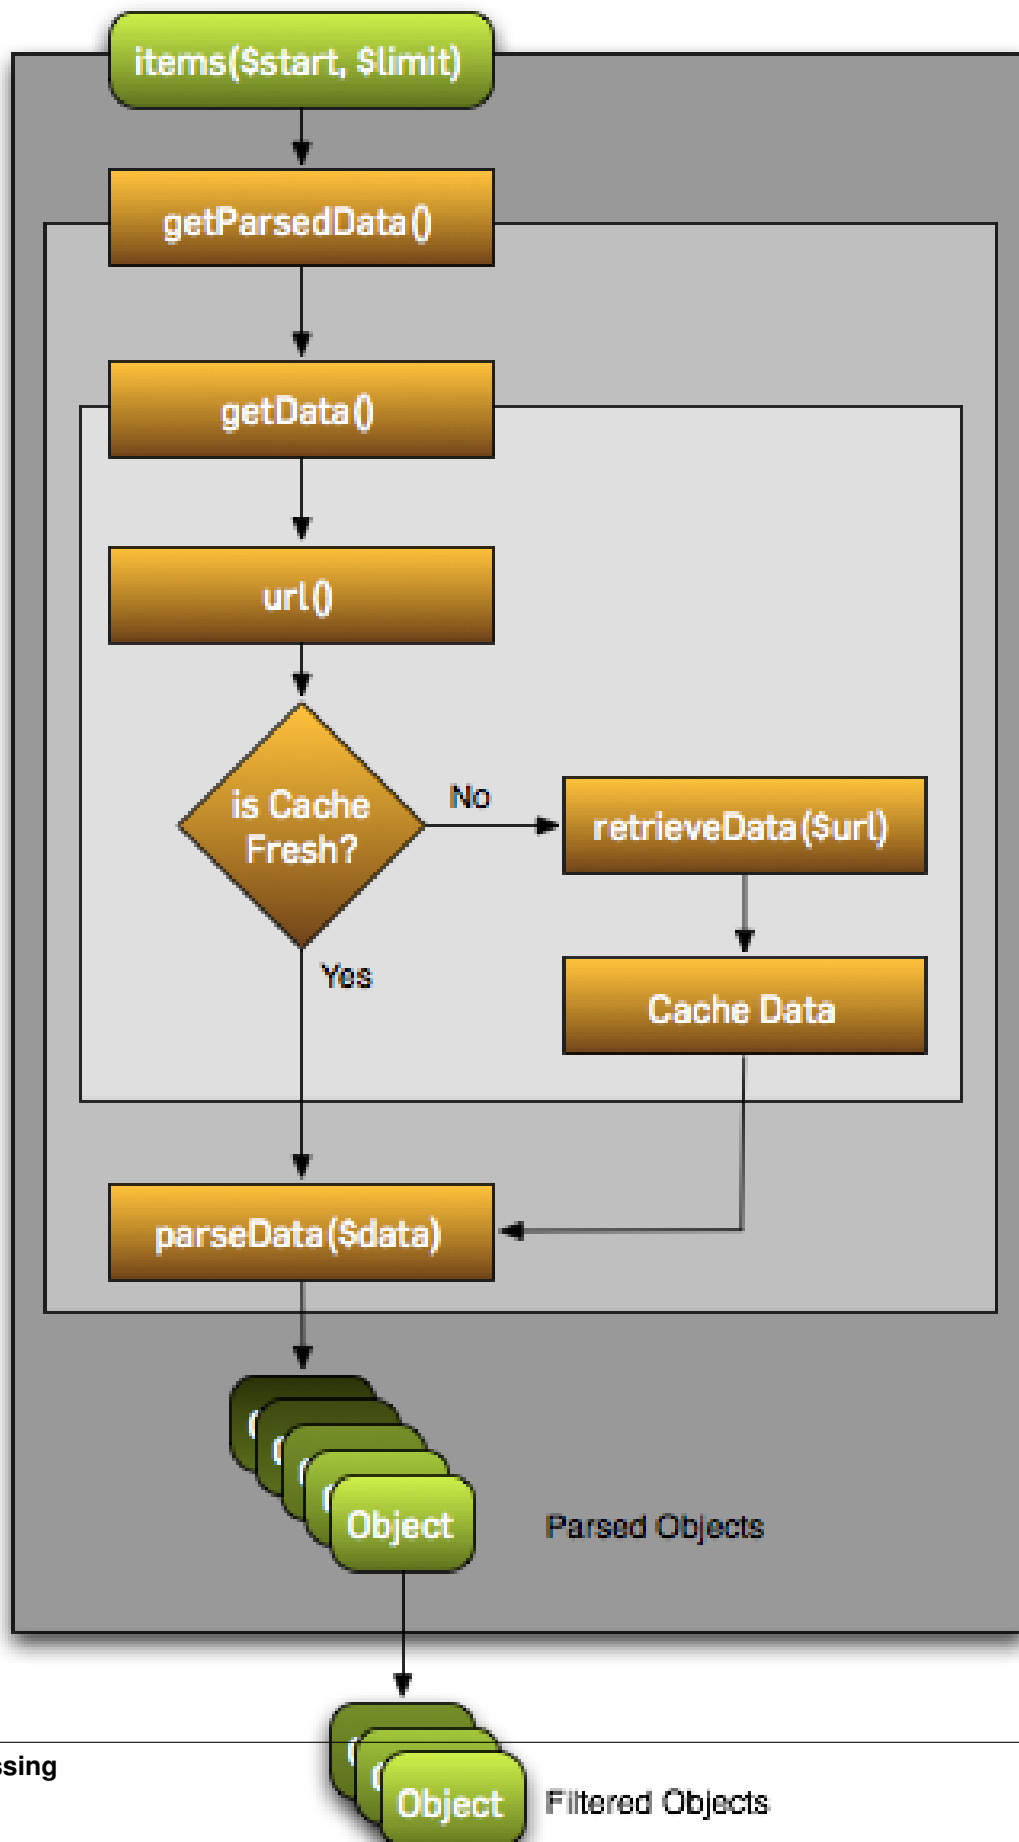 items($start, $limit)
getParsedData()
getData()
url()
is Cache
Fresh?
No
retrieveData($url)
Yes
Cache Data
parseData($data)
Object
Parsed Objects
Object
Filtered Objects